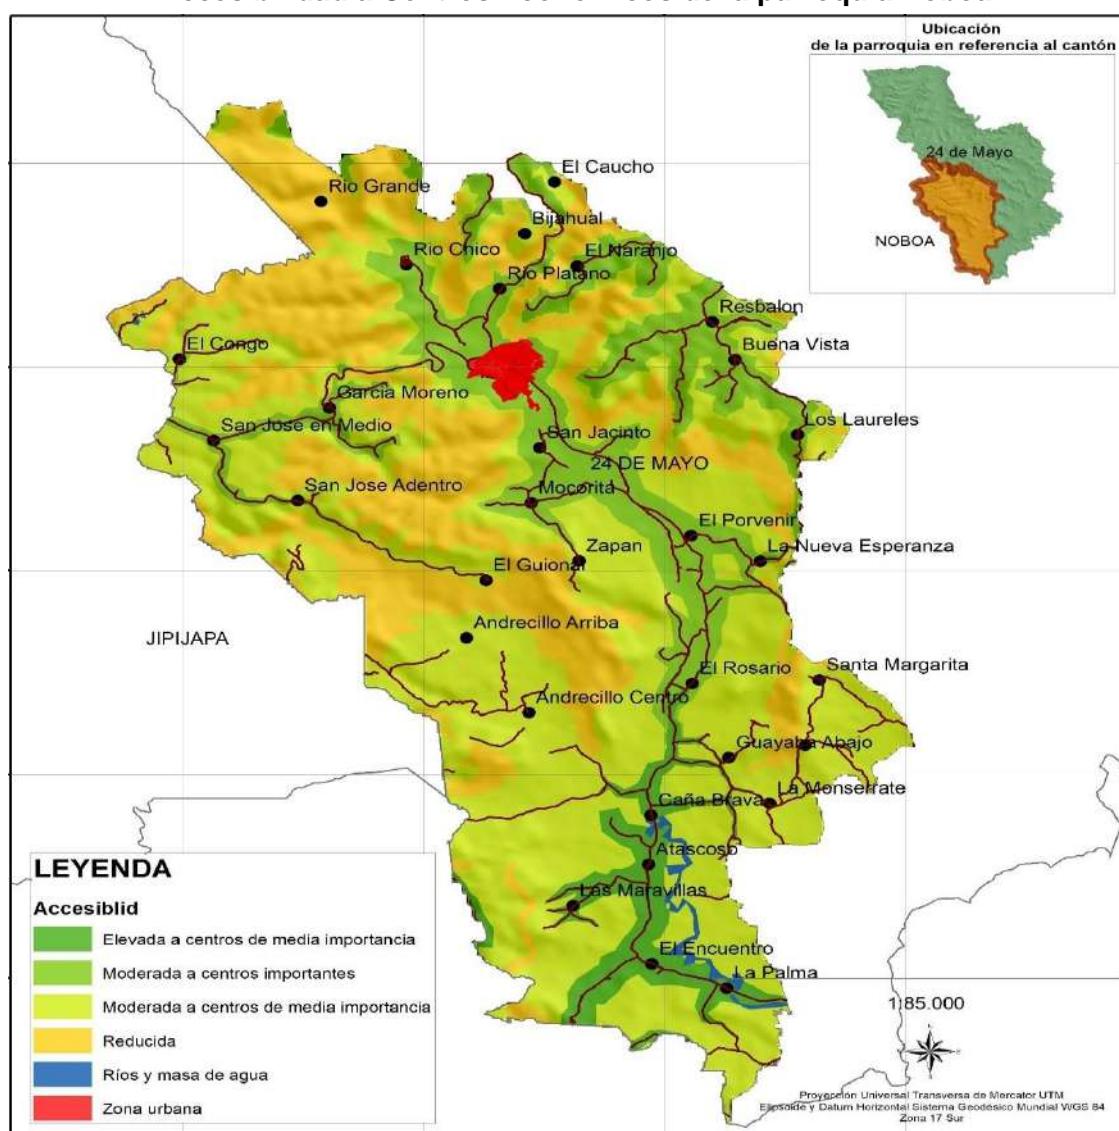 Ubicación
de la parroquia en referencia al cantón
24 de Mayo
NOBOA
El Caucho
Rio Grande
Bijahual
Rio Chico
El Naranjo
Rio Platano
Resbalon
El Congo
Buena Vista
Garcia Moreno
San Jose en Medio
Los Laureles
San Jacinto
24 DE MAYO
San Jose Adentro
Mocorita
El Porvenir
Zapan
La Nueva Esperanza
El Guional
Andrecillo Arriba
JIPIJAPA
El Rosario
Santa Margarita
Andrecillo Centro
Guayaba Abajo
La Monserrate
Caña Brava
Atascoso
Las Maravillas
El Encuentro
La Palma
LEYENDA
Accesiblid
Elevada a centros de media importancia
Moderada a centros importantes
Moderada a centros de media importancia
Reducida
Ríos y masa de agua
Zona urbana
1:85.000
Proyección Universal Transversa de Mercator UTM
Elipsoide y Datum Horizontal Sistema Geodésico Mundial WGS 84
Zona 17 Sur